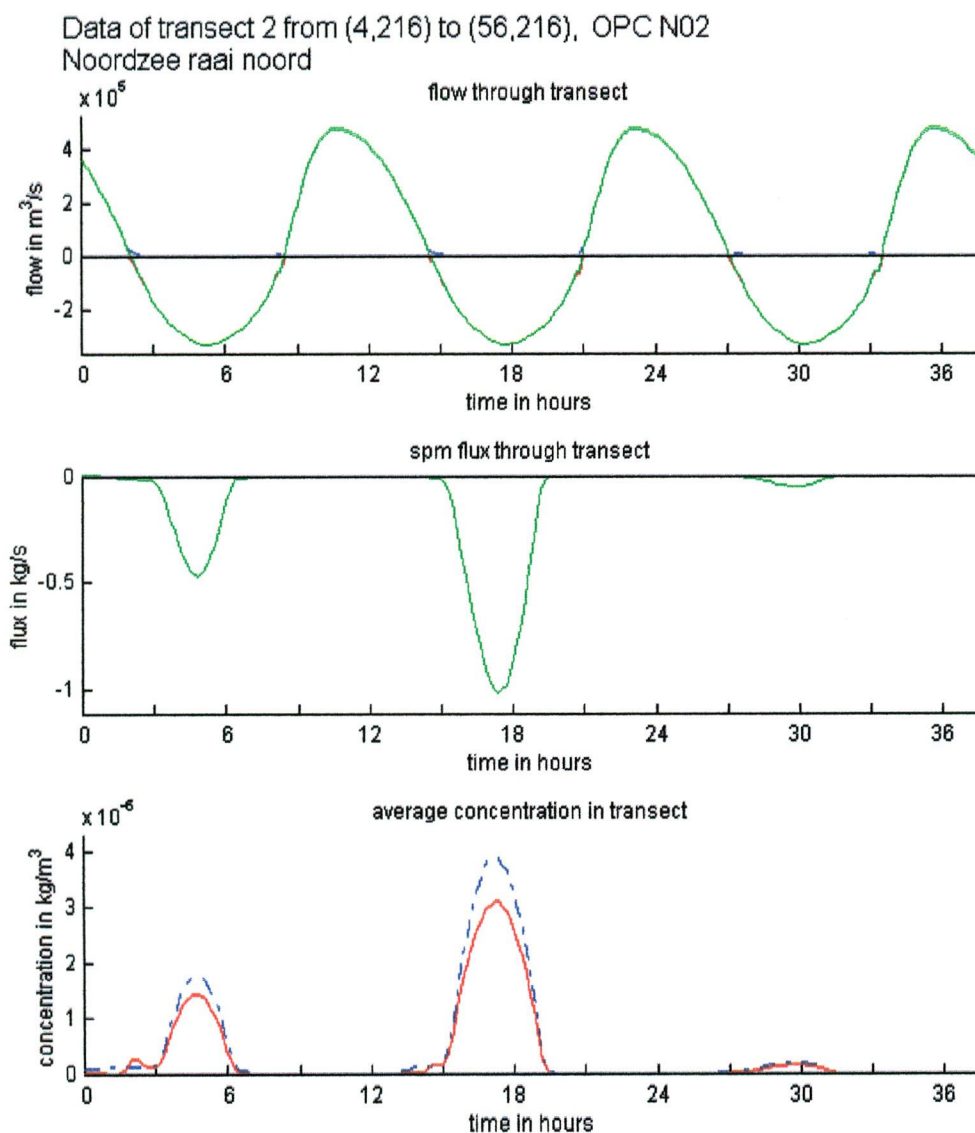 Data of transect 2 from (4,216) to (56,216), OPC N02
Noordzee raai noord
x 10^5
flow through transect
flow in m^3/s
4
2
0
-2
0 6 12 18 24 30 36
time in hours
spm flux through transect
flux in kg/s
0
-0.5
-1
0 6 12 18 24 30 36
time in hours
x 10^-6
average concentration in transect
concentration in kg/m^3
4
3
2
1
0
0 6 12 18 24 30 36
time in hours